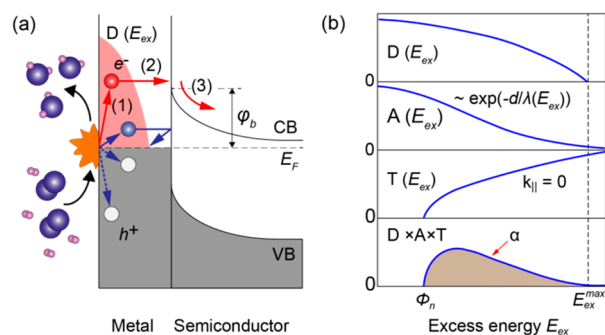 (a)
D (E_ex)
e⁻
(2)
(3)
(1)
φ_b
CB
E_F
h⁺
VB
Metal
Semiconductor
(b)
D (E_ex)
0
~ exp(-d/λ(E_ex))
A (E_ex)
0
T (E_ex)
k_|| = 0
0
D ×A×T
α
0
Φ_n
E_ex^max
Excess energy E_ex